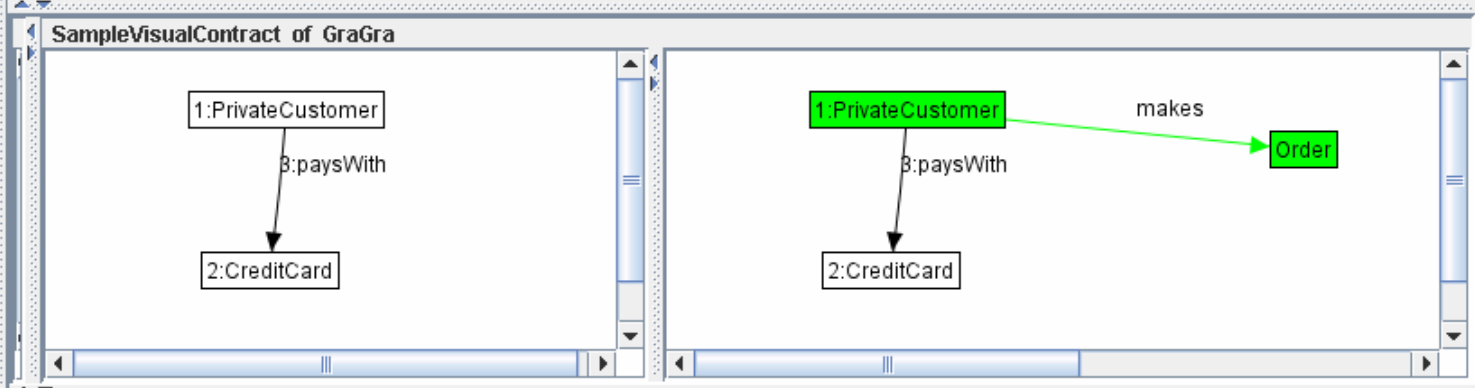 SampleVisualContract of GraGra
1:PrivateCustomer
3:paysWith
2:CreditCard
1:PrivateCustomer
makes
Order
3:paysWith
2:CreditCard